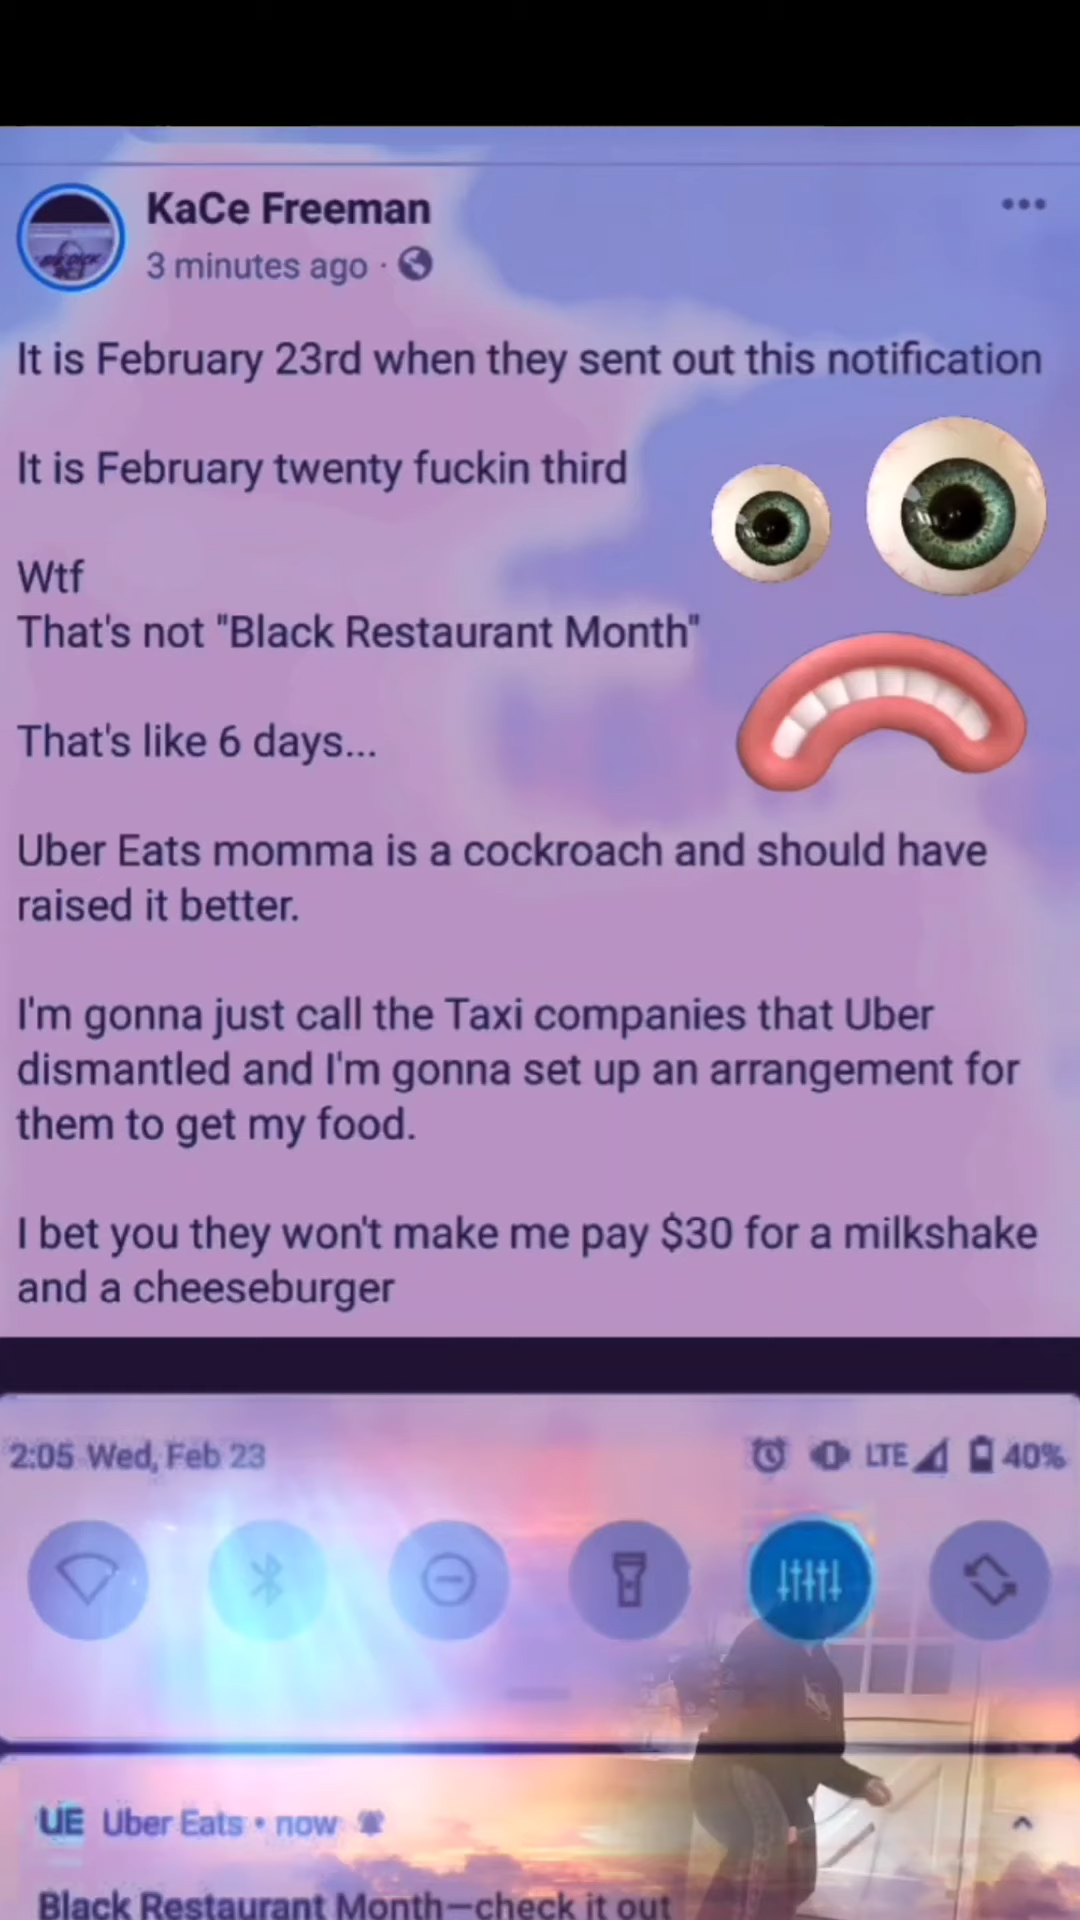 KaCe Freeman
3 minutes ago ·
It is February 23rd when they sent out this notification
It is February twenty fuckin third
Wtf
That's not "Black Restaurant Month"
That's like 6 days...
Uber Eats momma is a cockroach and should have
raised it better.
I'm gonna just call the Taxi companies that Uber
dismantled and I'm gonna set up an arrangement for
them to get my food.
I bet you they won't make me pay $30 for a milkshake
and a cheeseburger
2:05 Wed, Feb 23 LTE 40%
UE Uber Eats • now
Black Restaurant Month—check it out